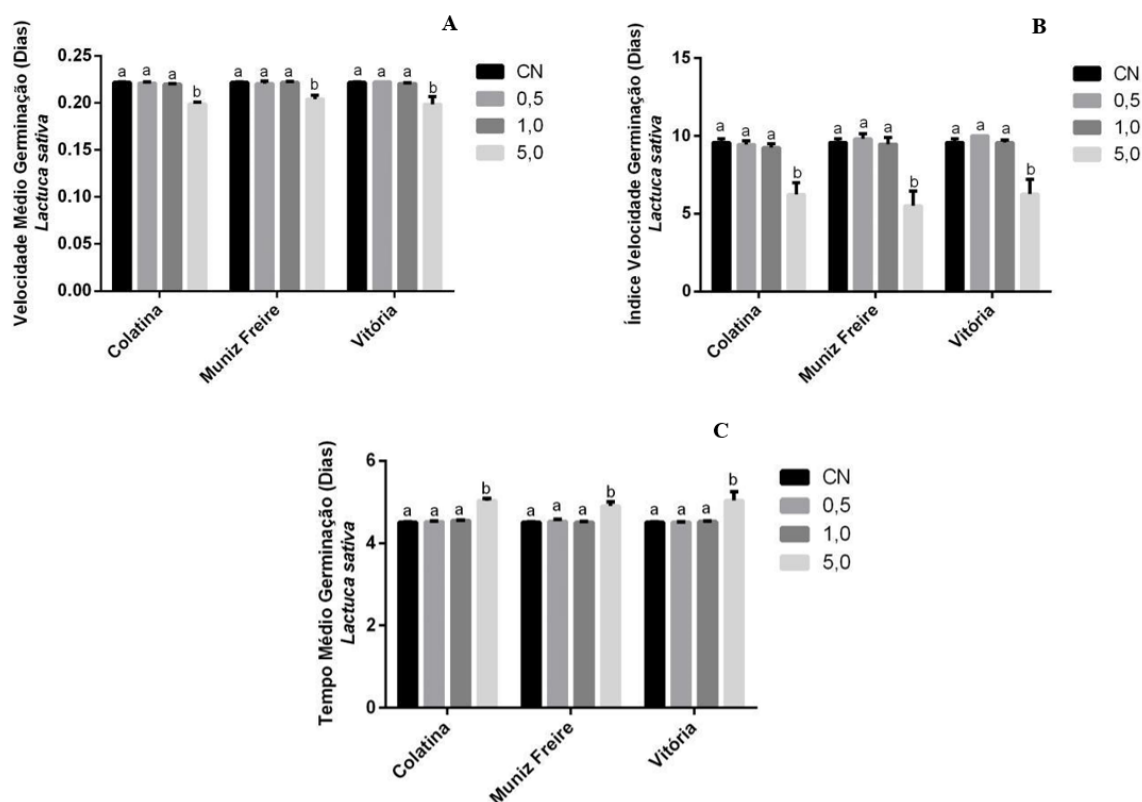 A
Velocidade Médio Germinação (Dias)
Lactuca sativa
0.25
0.20
0.15
0.10
0.05
0.00
a a a b
a a a b
a a a b
Colatina
Muniz Freire
Vitória
CN
0,5
1,0
5,0
B
Índice Velocidade Germinação (Dias)
Lactuca sativa
15
10
5
0
a a a b
a a a b
a a a b
Colatina
Muniz Freire
Vitória
CN
0,5
1,0
5,0
C
Tempo Médio Germinação (Dias)
Lactuca sativa
6
4
2
0
a a a b
a a a b
a a a b
Colatina
Muniz Freire
Vitória
CN
0,5
1,0
5,0